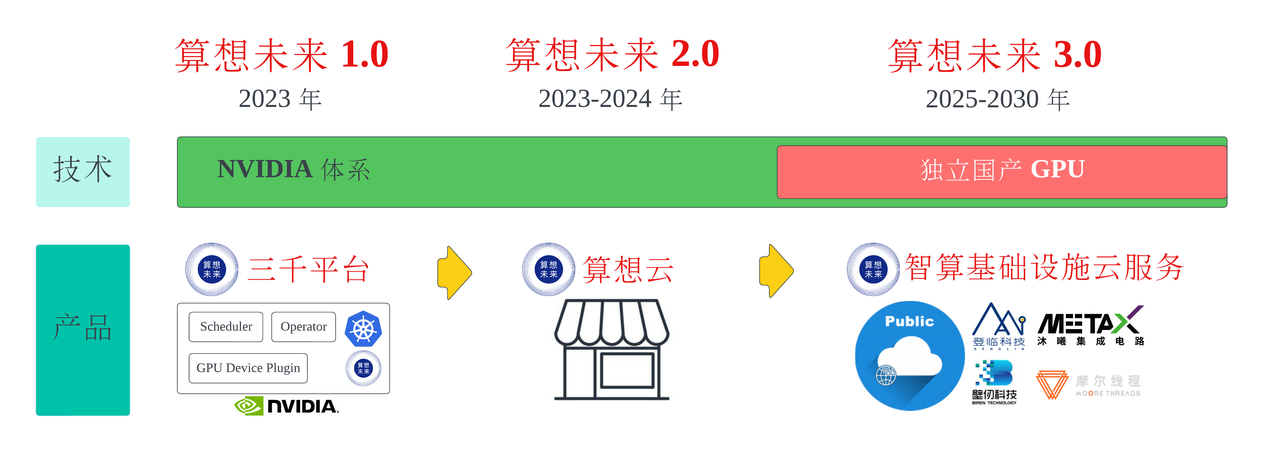 算想未来 1.0
2023 年
算想未来 2.0
2023-2024 年
算想未来 3.0
2025-2030 年
技术
NVIDIA 体系
独立国产 GPU
产品
算想
未来
三千平台
Scheduler
Operator
GPU Device Plugin
算想
未来
NVIDIA.
算想
未来
算想云
算想
未来
智算基础设施云服务
Public
登临科技
DENGLIN
METAX
沐曦集成电路
壁仞科技
BIREN TECHNOLOGY
摩尔线程
MOORE THREADS